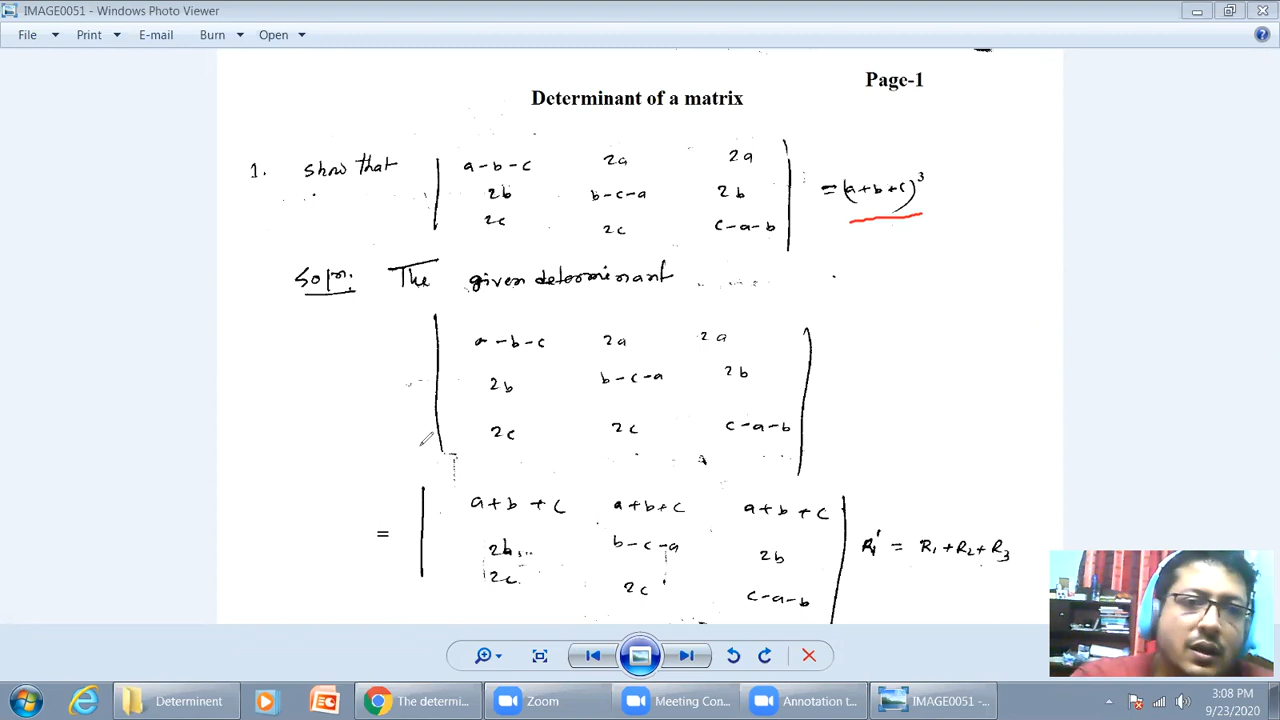 IMAGE0051 - Windows Photo Viewer
File Print E-mail Burn Open
Page-1
Determinant of a matrix
1. show that | a-b-c 2a 2a |
| 2b b-c-a 2b | = (a+b+c)³
| 2c 2c c-a-b |
Soln. The given determinant
| a-b-c 2a 2a |
| 2b b-c-a 2b |
| 2c 2c c-a-b |
= | a+b+c a+b+c a+b+c |
| 2b b-c-a 2b | R₁' = R₁+R₂+R₃
| 2c 2c c-a-b |
Determinent
The determi...
Zoom
Meeting Con...
Annotation t...
IMAGE0051 -...
3:08 PM
9/23/2020